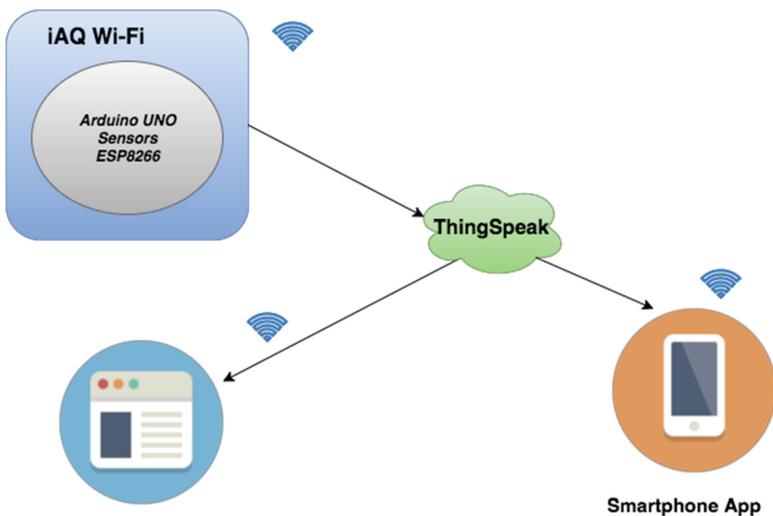 iAQ Wi-Fi
Arduino UNO
Sensors
ESP8266
ThingSpeak
Smartphone App